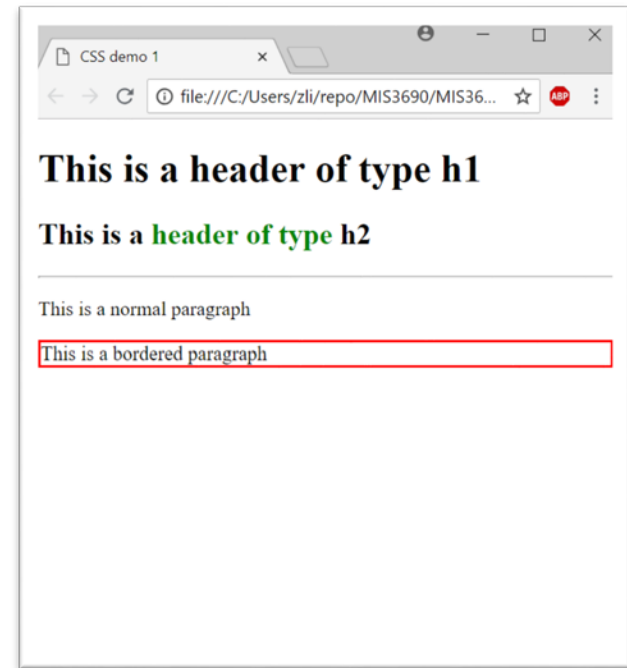 CSS demo 1
file:///C:/Users/zli/repo/MIS3690/MIS36...
ABP
This is a header of type h1
This is a header of type h2
This is a normal paragraph
This is a bordered paragraph